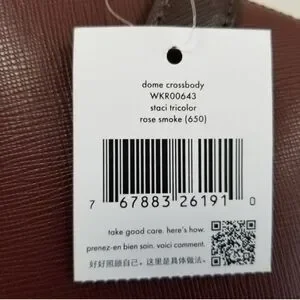 dome crossbody
WKR00643
staci tricolor
rose smoke (650)
7 67883 26191 0
take good care. here's how.
prenez-en bien soin. voici comment.
好好照顾自己。这里是具体做法。